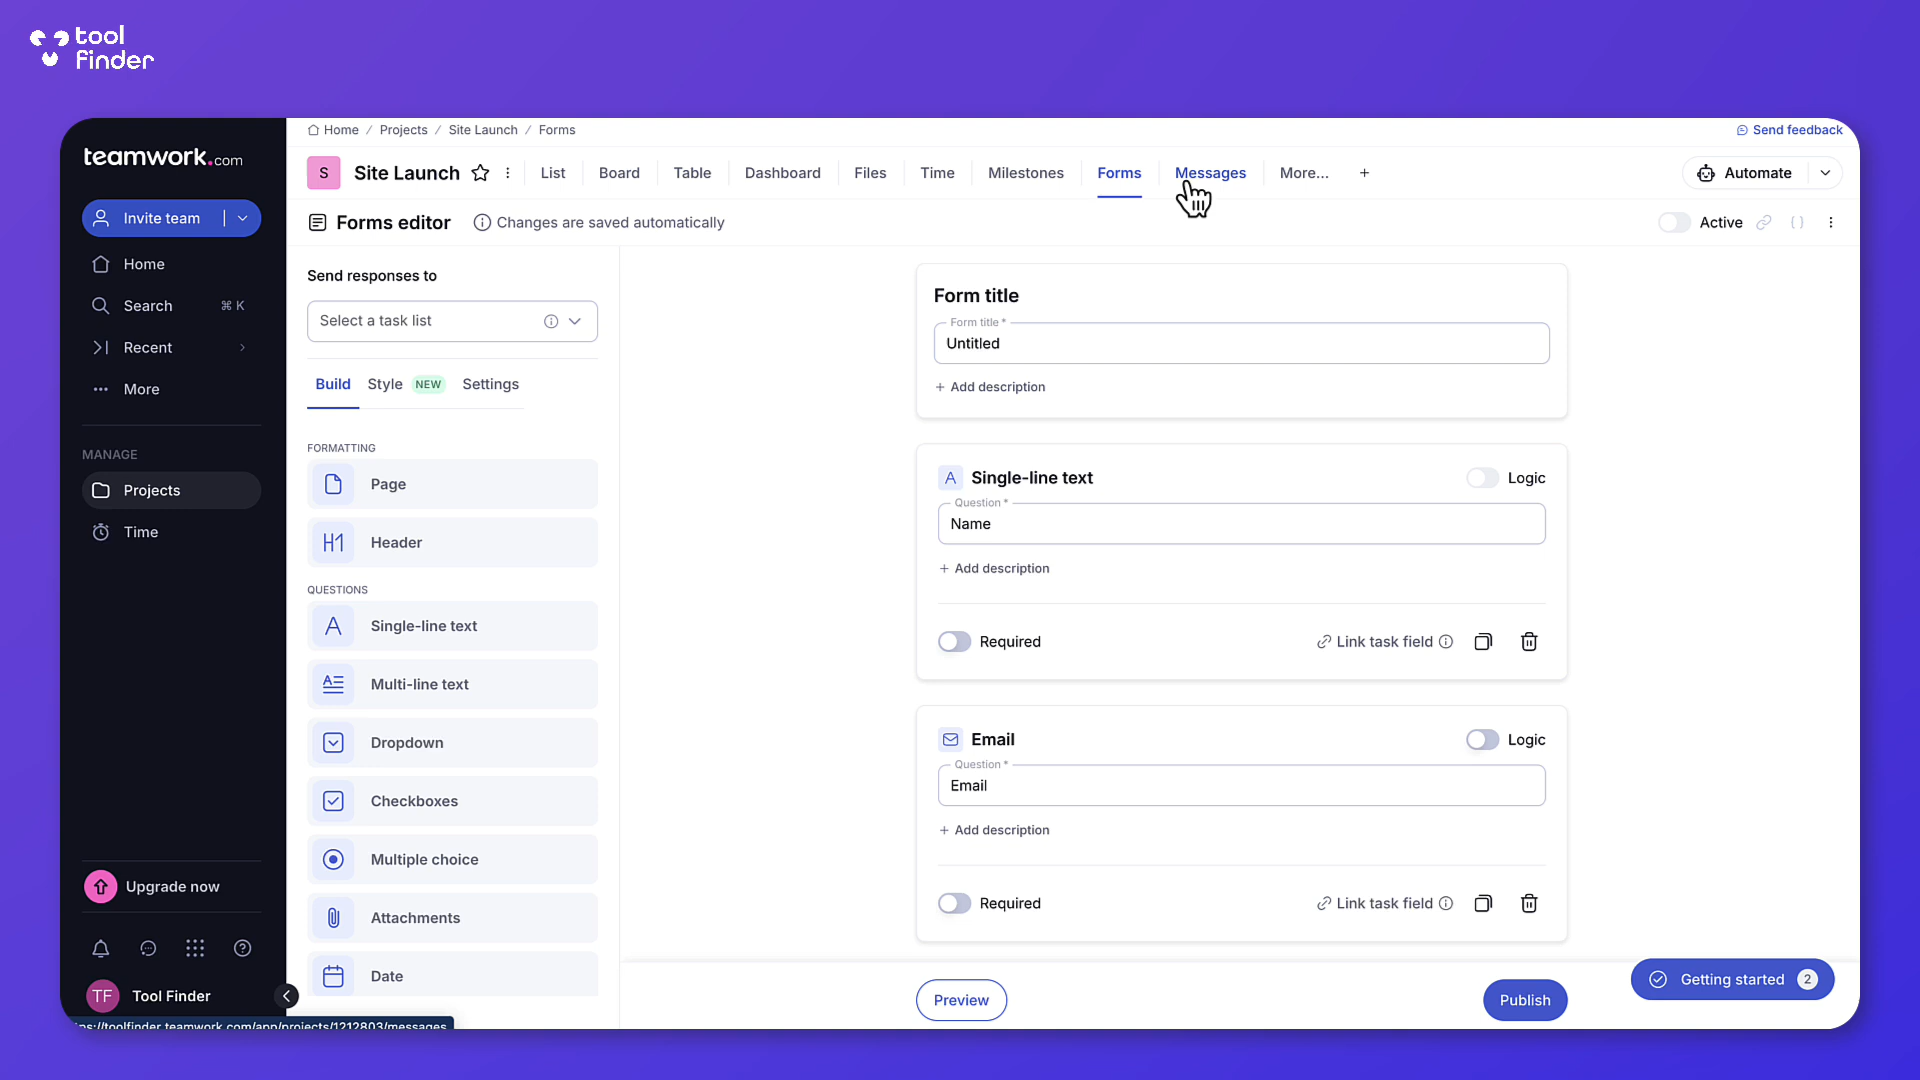 tool
finder
Home / Projects / Site Launch / Forms
Send feedback
teamwork.com
S
Site Launch
List
Board
Table
Dashboard
Files
Time
Milestones
Forms
Messages
More...
+
Automate
Invite team
Forms editor
Changes are saved automatically
Active
Home
Search
⌘ K
Recent
More
MANAGE
Projects
Time
Upgrade now
TF
Tool Finder
Send responses to
Select a task list
Build
Style
NEW
Settings
FORMATTING
Page
H1
Header
QUESTIONS
A
Single-line text
Multi-line text
Dropdown
Checkboxes
Multiple choice
Attachments
Date
Form title
Form title *
Untitled
+ Add description
A
Single-line text
Logic
Question *
Name
+ Add description
Required
Link task field
Email
Logic
Question *
Email
+ Add description
Required
Link task field
Preview
Publish
Getting started
2
ps://toolfinder.teamwork.com/app/projects/1212803/messages